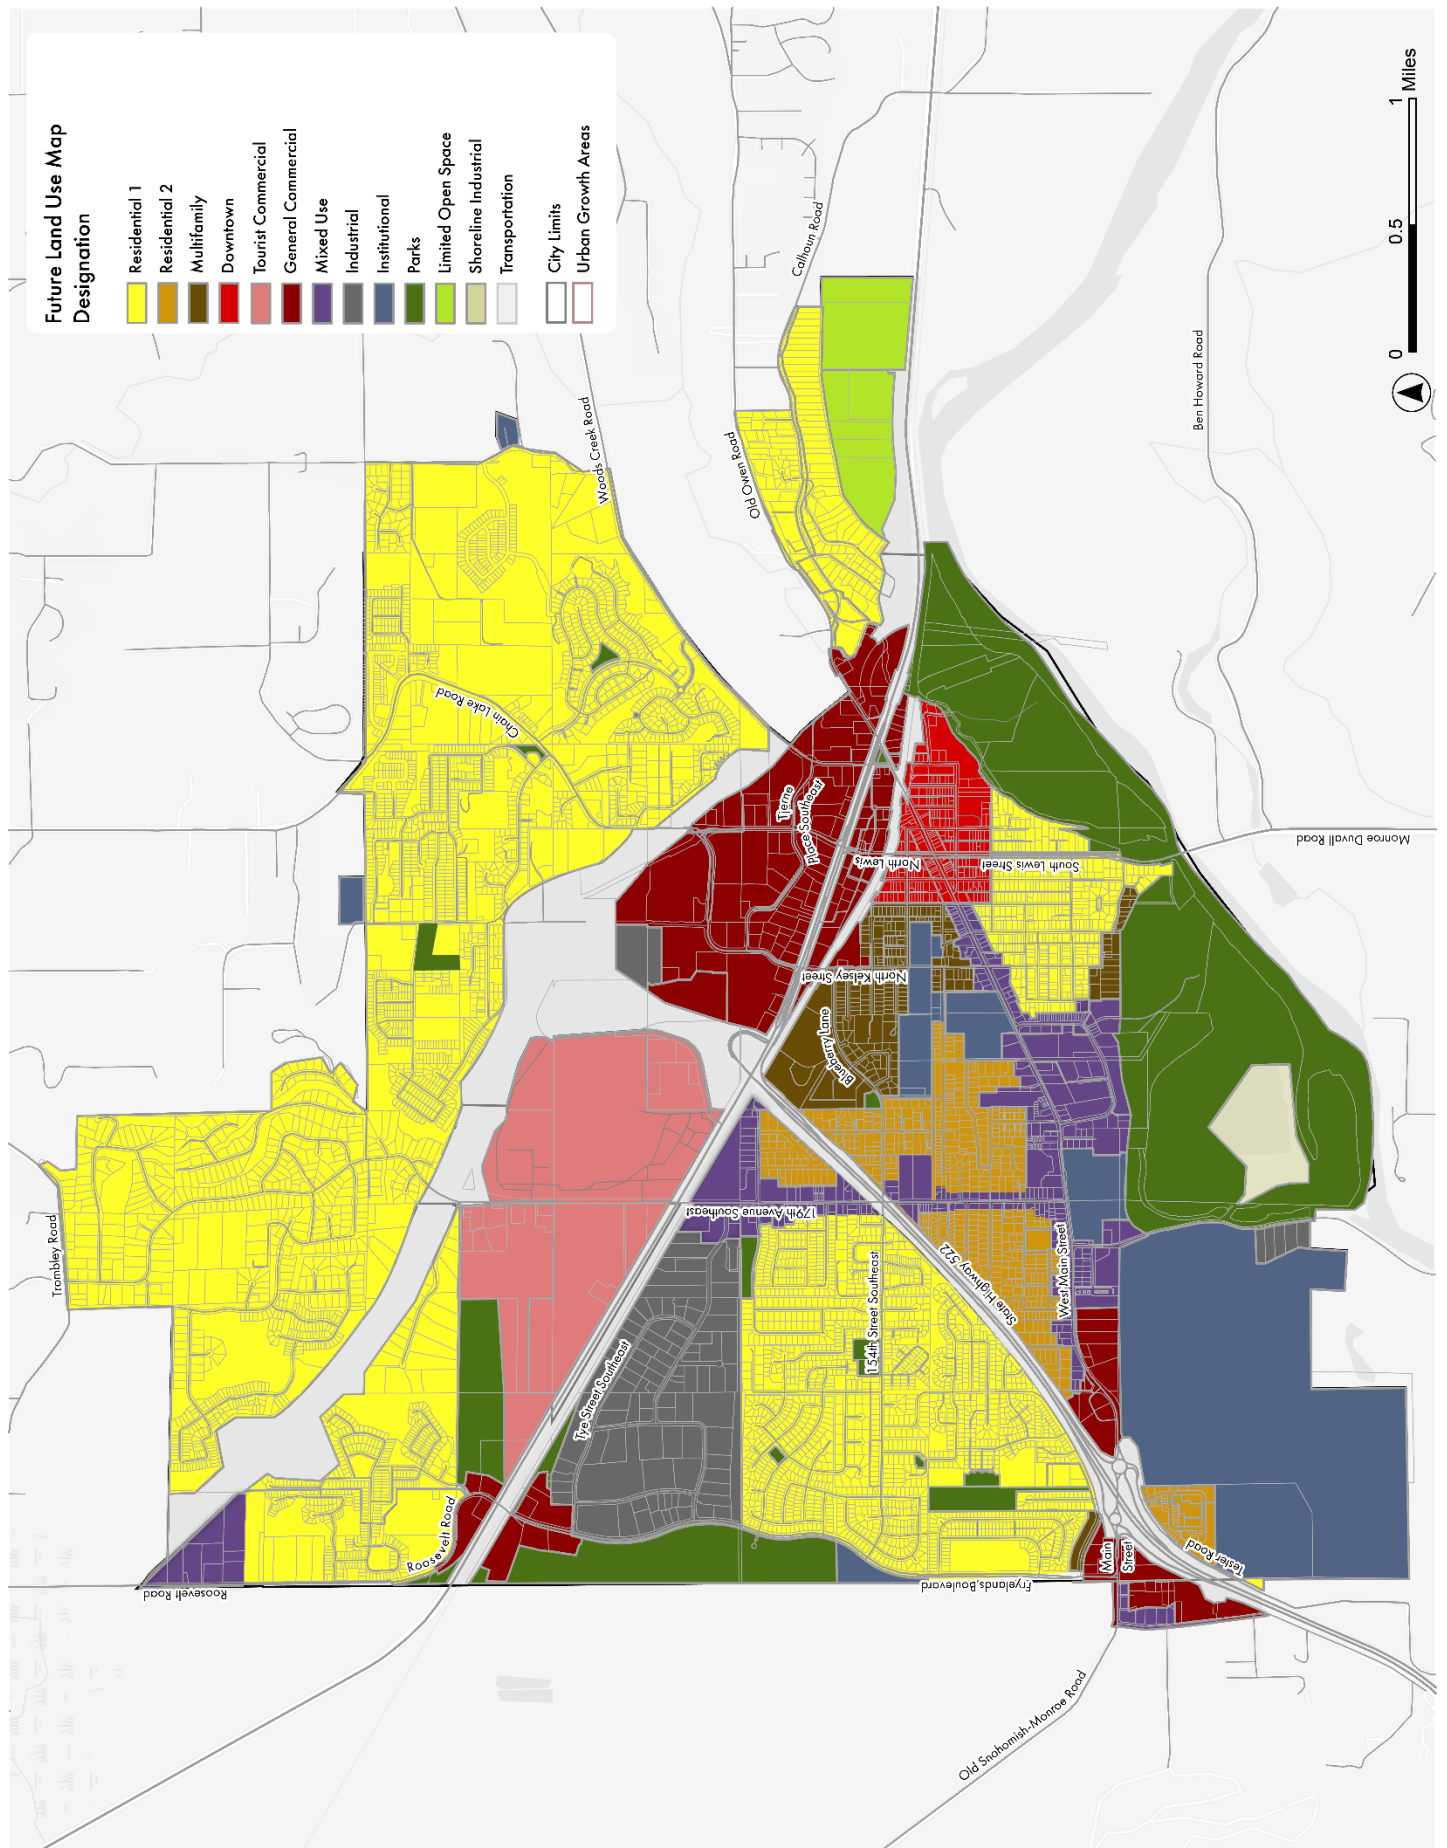 Future Land Use Map
Designation
Residential 1
Residential 2
Multifamily
Downtown
Tourist Commercial
General Commercial
Mixed Use
Industrial
Institutional
Parks
Limited Open Space
Shoreline Industrial
Transportation
City Limits
Urban Growth Areas
Trombley Road
Roosevelt Road
Roosevelt Road
Chain Lake Road
Woods Creek Road
Old Owen Road
Calhoun Road
Tjerne
Place Southeast
North Lewis
South Lewis Street
North Kelsey Street
Blueberry Lane
179th Avenue Southeast
Tye Street Southeast
154th Street Southeast
State Highway 522
West Main Street
Fryelands Boulevard
Main
Street
Tester Road
Old Snohomish-Monroe Road
Monroe Duvall Road
Ben Howard Road
0 0.5 1 Miles